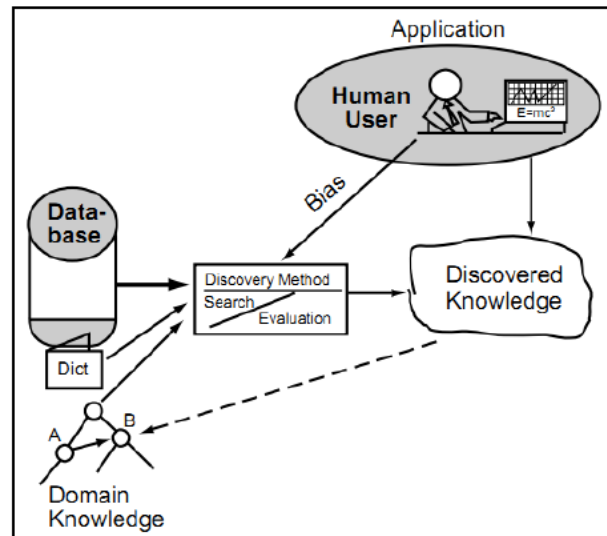 Application
Human
User
E=mc²
Bias
Data-
base
Discovery Method
Search
Evaluation
Discovered
Knowledge
Dict
A
B
Domain
Knowledge